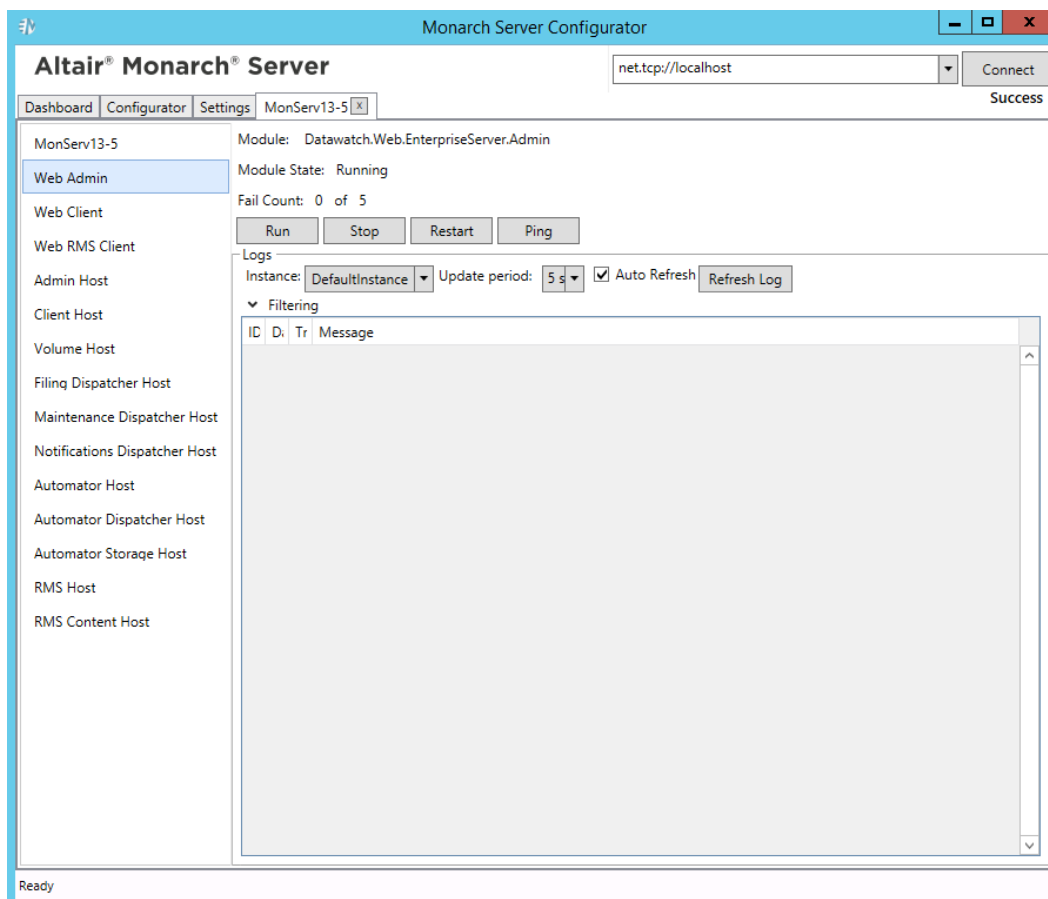 Monarch Server Configurator
Altair® Monarch® Server
net.tcp://localhost
Connect
Success
Dashboard Configurator Settings MonServ13-5 x
MonServ13-5
Web Admin
Web Client
Web RMS Client
Admin Host
Client Host
Volume Host
Filing Dispatcher Host
Maintenance Dispatcher Host
Notifications Dispatcher Host
Automator Host
Automator Dispatcher Host
Automator Storage Host
RMS Host
RMS Content Host
Module: Datawatch.Web.EnterpriseServer.Admin
Module State: Running
Fail Count: 0 of 5
Run Stop Restart Ping
Logs
Instance: DefaultInstance Update period: 5 s Auto Refresh Refresh Log
Filtering
ID Da Tr Message
Ready